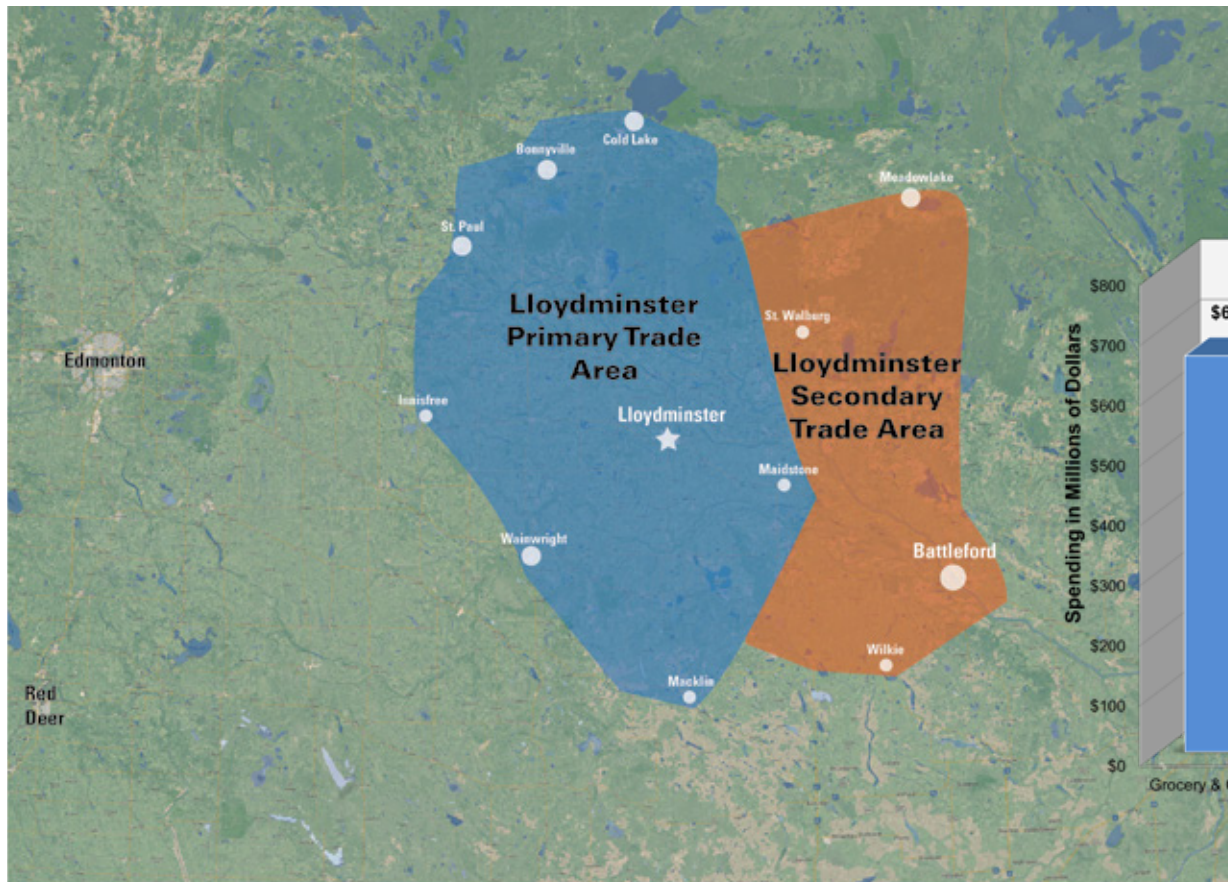 Cold Lake
Bonnyville
Meadowlake
St. Paul
Lloydminster
Primary Trade
Area
St. Walburg
Edmonton
Lloydminster
Secondary
Trade Area
Innisfree
Lloydminster
Maidstone
Wainwright
Battleford
Wilkie
Macklin
Red
Deer
Spending in Millions of Dollars
$800
$700
$600
$500
$400
$300
$200
$100
$0
$6
Grocery &